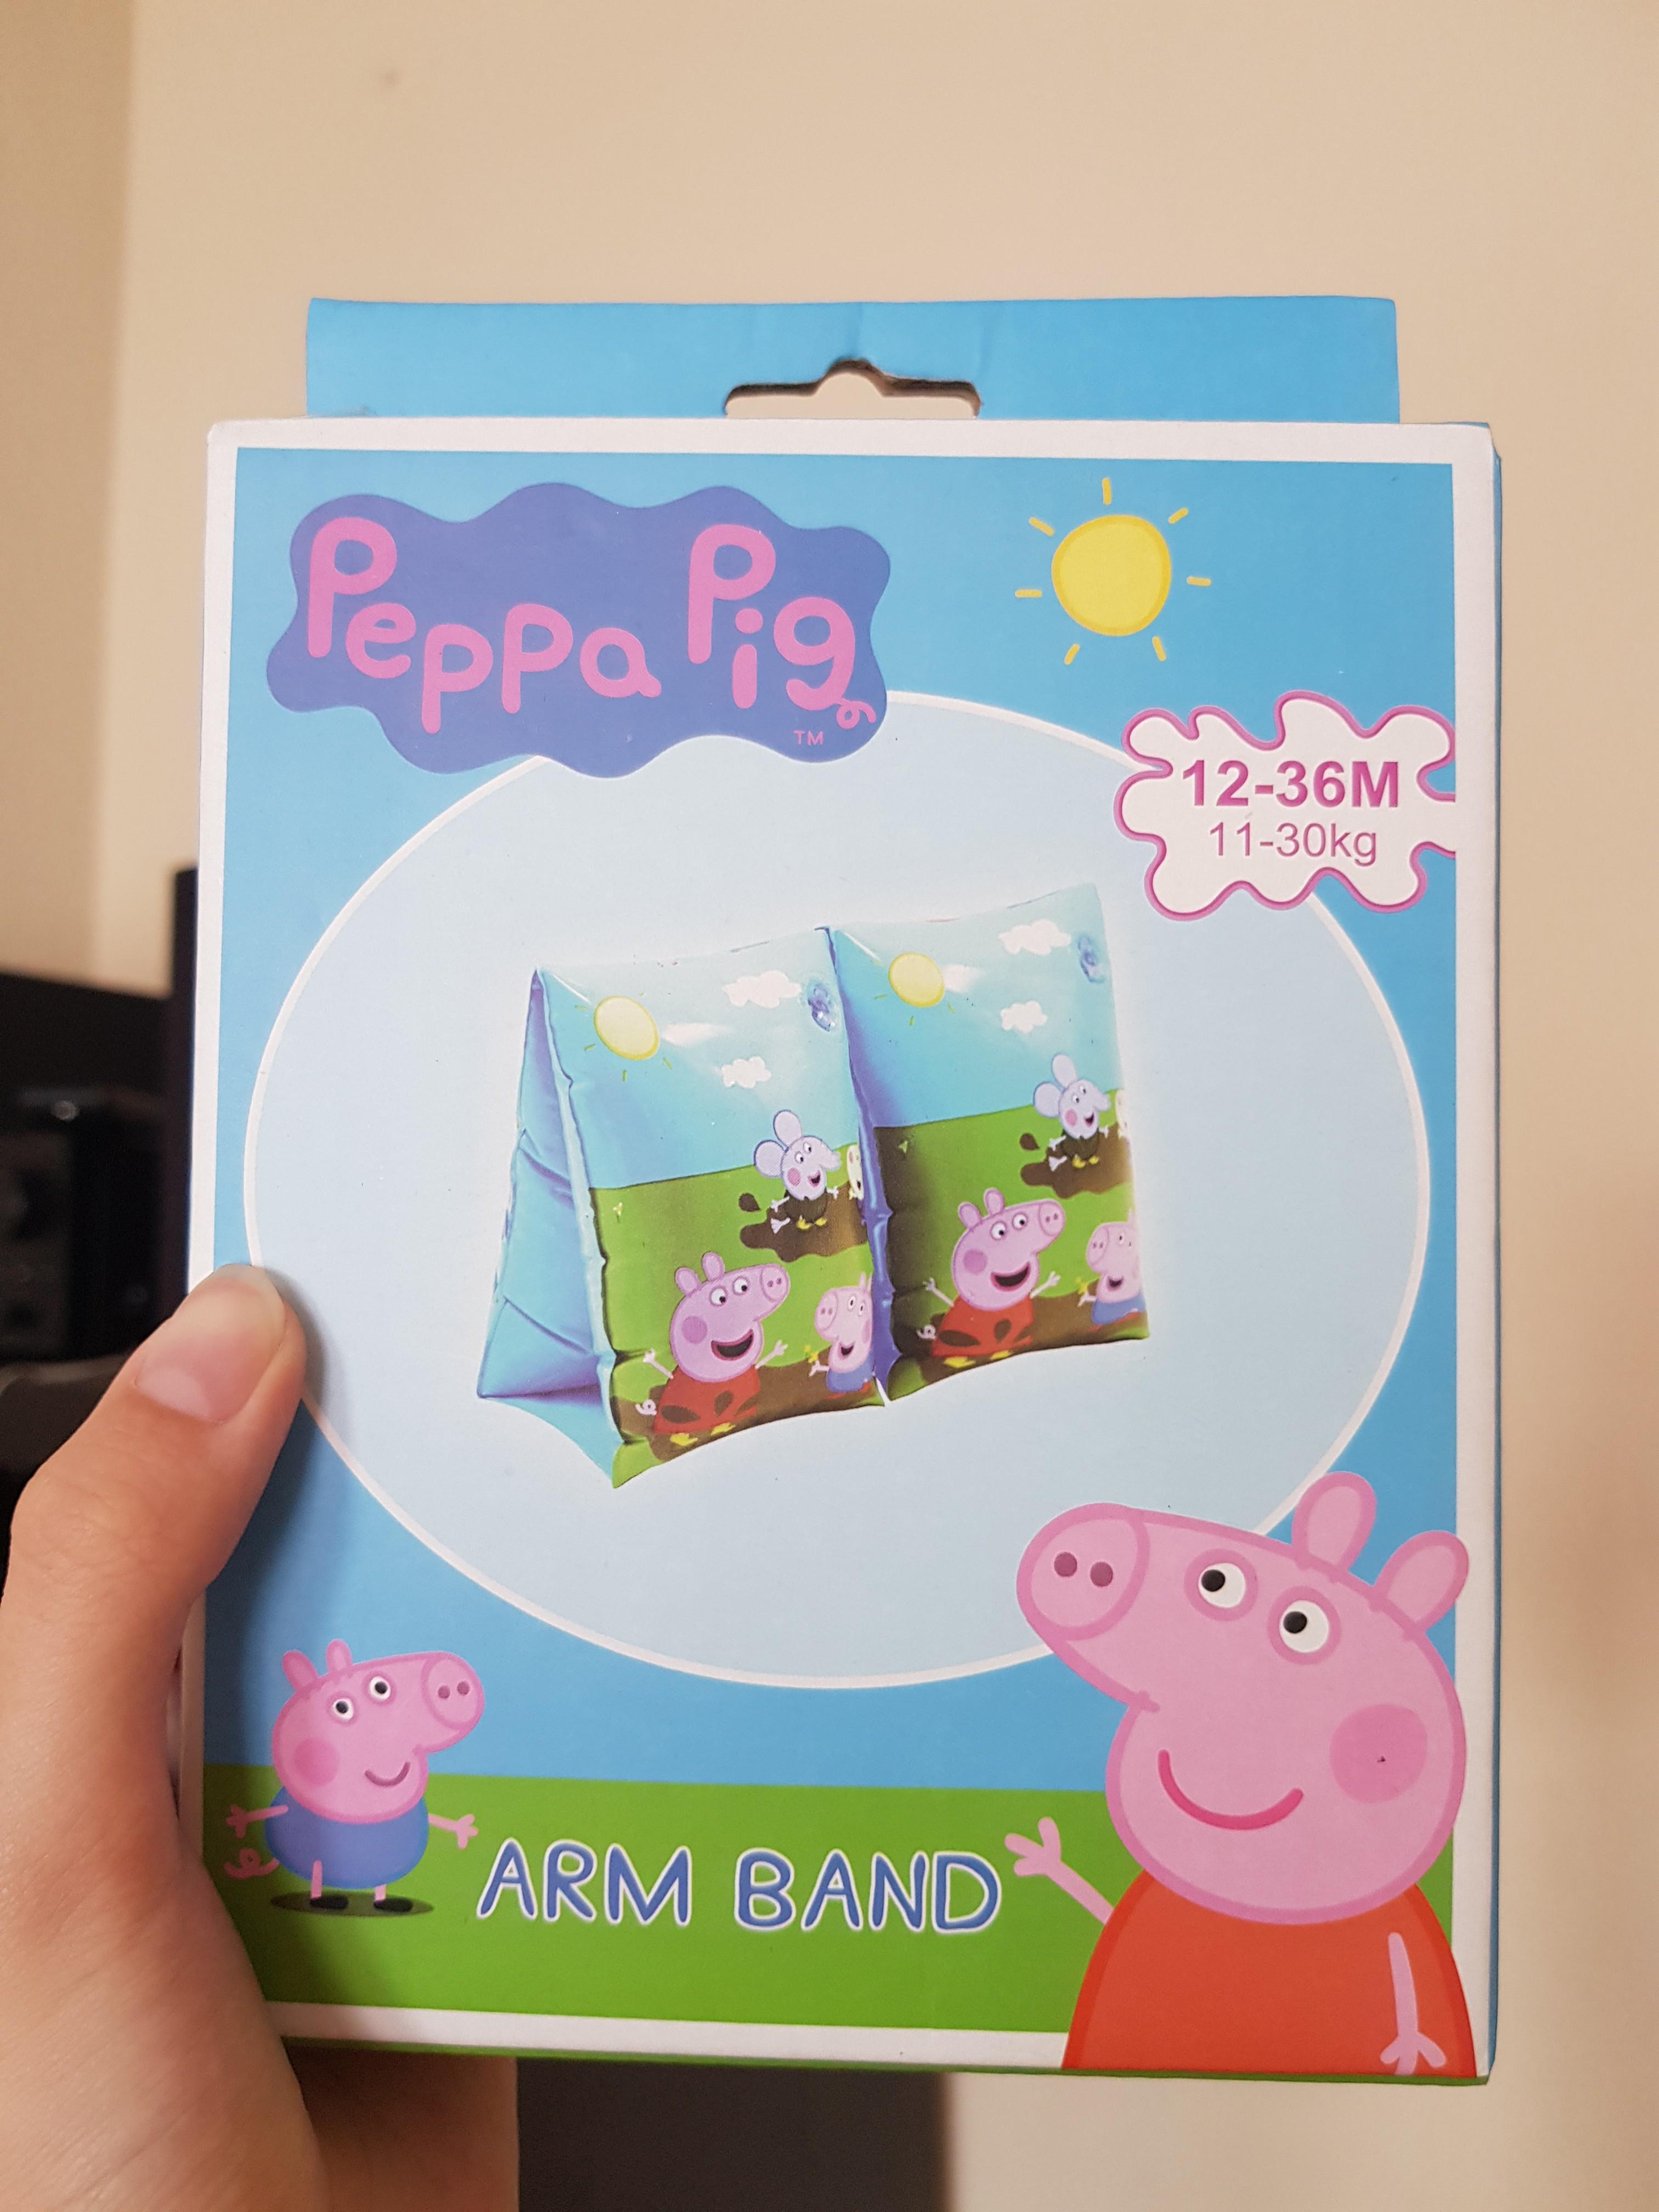 Peppa Pig
TM
12-36M
11-30kg
ARM BAND